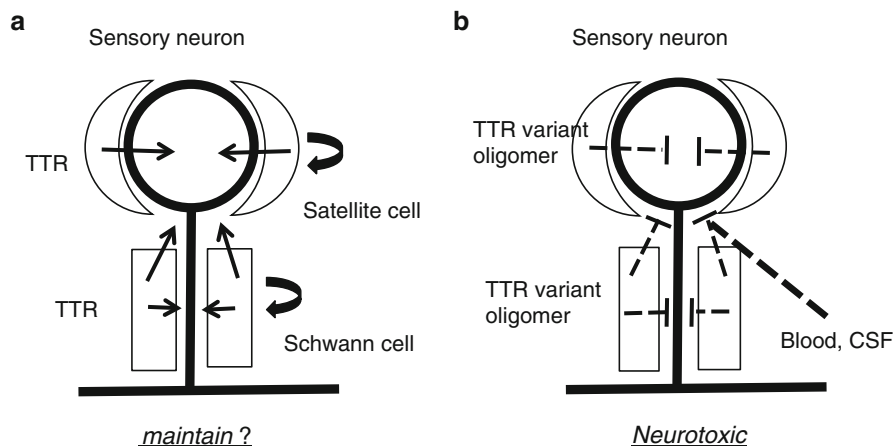 a
Sensory neuron
TTR
Satellite cell
TTR
Schwann cell
maintain ?
b
Sensory neuron
TTR variant
oligomer
TTR variant
oligomer
Blood, CSF
Neurotoxic